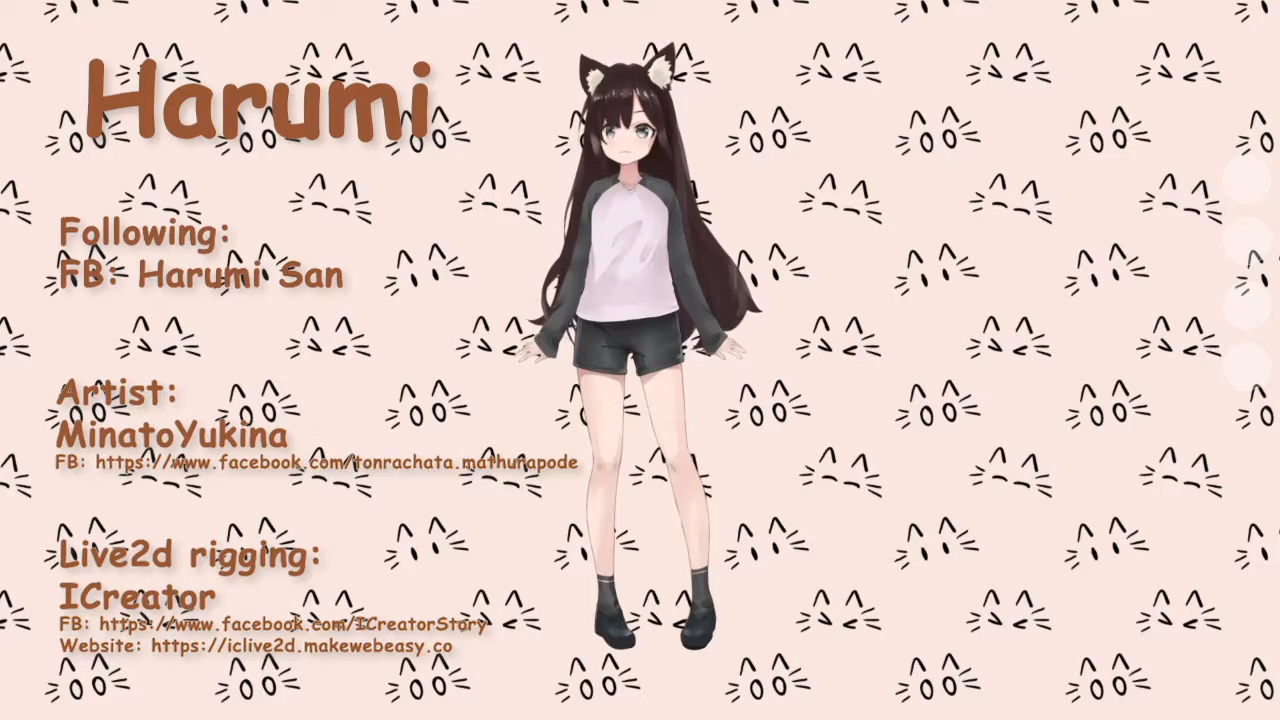 Harumi
Following:
FB: Harumi San
Artist:
MinatoYukina
FB: https://www.facebook.com/tonrachata.mathurapode
Live2d rigging:
ICreator
FB: https://www.facebook.com/ICreatorStory
Website: https://iclive2d.makewebeasy.co